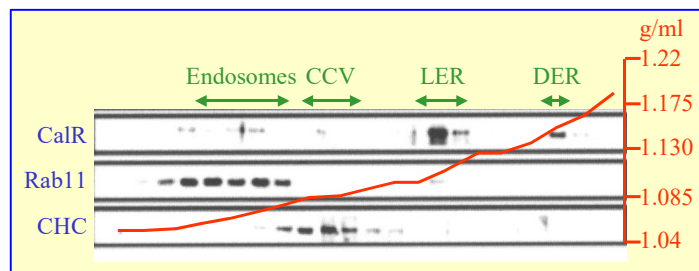 g/ml
1.22
Endosomes CCV LER DER
1.175
CalR
1.130
Rab11
1.085
CHC
1.04